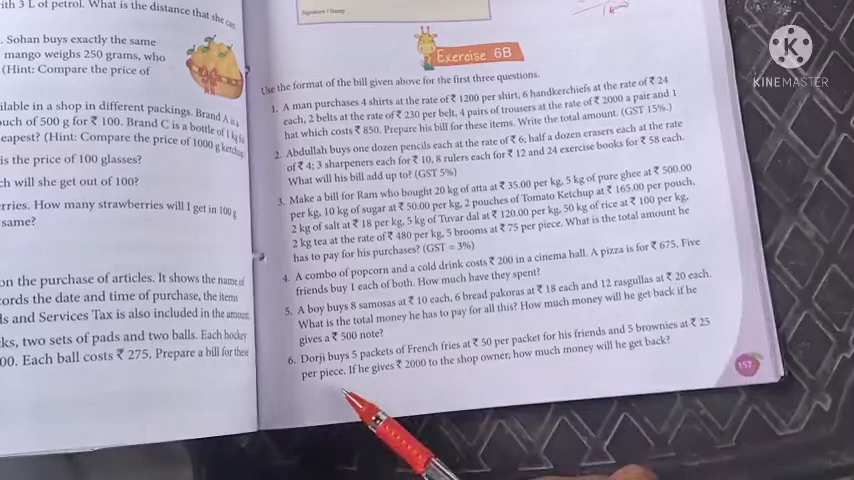 ith 3 L of petrol. What is the distance that she can
. Sohan buys exactly the same
mango weighs 250 grams, who
(Hint: Compare the price of
ilable in a shop in different packings. Brand A is
ouch of 500 g for ₹ 100. Brand C is a bottle of 1 kg for
eapest? (Hint: Compare the price of 1000 g ketchup
is the price of 100 glasses?
ch will she get out of 100?
rries. How many strawberries will I get in 100 g
same?
on the purchase of articles. It shows the name of
ords the date and time of purchase, the items
ls and Services Tax is also included in the amount
ks, two sets of pads and two balls. Each hockey
00. Each ball costs ₹ 275. Prepare a bill for these
Signature / Stamp
Exercise 6B
Use the format of the bill given above for the first three questions.
1. A man purchases 4 shirts at the rate of ₹ 1200 per shirt, 6 handkerchiefs at the rate of ₹ 24
each, 2 belts at the rate of ₹ 230 per belt, 4 pairs of trousers at the rate of ₹ 2000 a pair and 1
hat which costs ₹ 850. Prepare his bill for these items. Write the total amount. (GST 15%.)
2. Abdullah buys one dozen pencils each at the rate of ₹ 6; half a dozen erasers each at the rate
of ₹ 4; 3 sharpeners each for ₹ 10, 8 rulers each for ₹ 12 and 24 exercise books for ₹ 58 each.
What will his bill add up to? (GST 5%)
3. Make a bill for Ram who bought 20 kg of atta at ₹ 35.00 per kg, 5 kg of pure ghee at ₹ 500.00
per kg, 10 kg of sugar at ₹ 50.00 per kg, 2 pouches of Tomato Ketchup at ₹ 165.00 per pouch,
2 kg of salt at ₹ 18 per kg, 5 kg of Tuvar dal at ₹ 120.00 per kg, 50 kg of rice at ₹ 100 per kg,
2 kg tea at the rate of ₹ 480 per kg, 5 brooms at ₹ 75 per piece. What is the total amount he
has to pay for his purchases? (GST = 3%)
4. A combo of popcorn and a cold drink costs ₹ 200 in a cinema hall. A pizza is for ₹ 675. Five
friends buy 1 each of both. How much have they spent?
5. A boy buys 8 samosas at ₹ 10 each, 6 bread pakoras at ₹ 18 each and 12 rasgullas at ₹ 20 each.
What is the total money he has to pay for all this? How much money will he get back if he
gives a ₹ 500 note?
6. Dorji buys 5 packets of French fries at ₹ 50 per packet for his friends and 5 brownies at ₹ 25
per piece. If he gives ₹ 2000 to the shop owner, how much money will he get back?
157
KINEMASTER